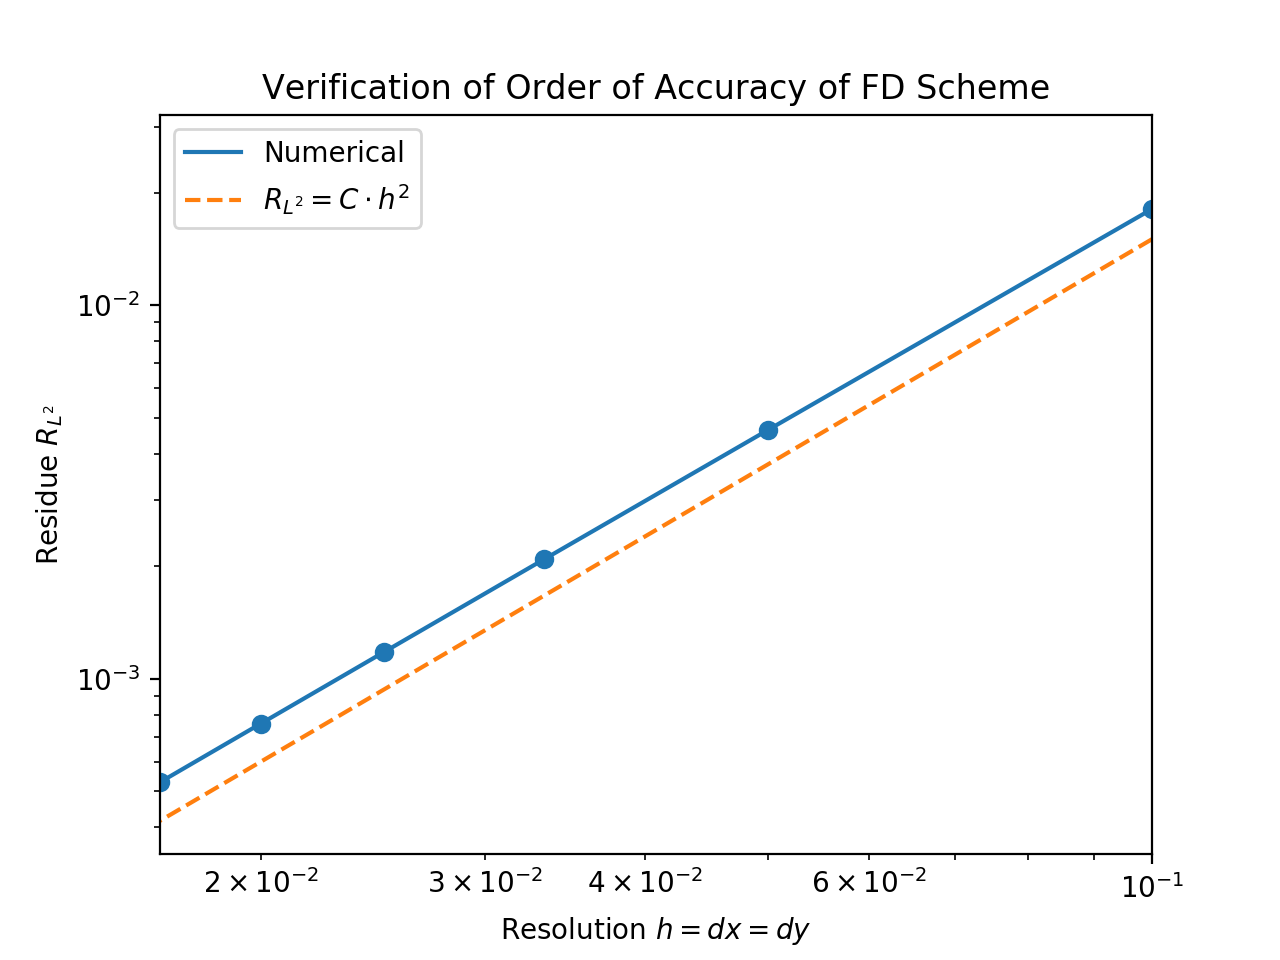 Verification of Order of Accuracy of FD Scheme
Numerical
$R_{L^2} = C \cdot h^2$
10⁻²
10⁻³
Residue $R_{L^2}$
2 × 10⁻² 3 × 10⁻² 4 × 10⁻² 6 × 10⁻² 10⁻¹
Resolution $h = dx = dy$